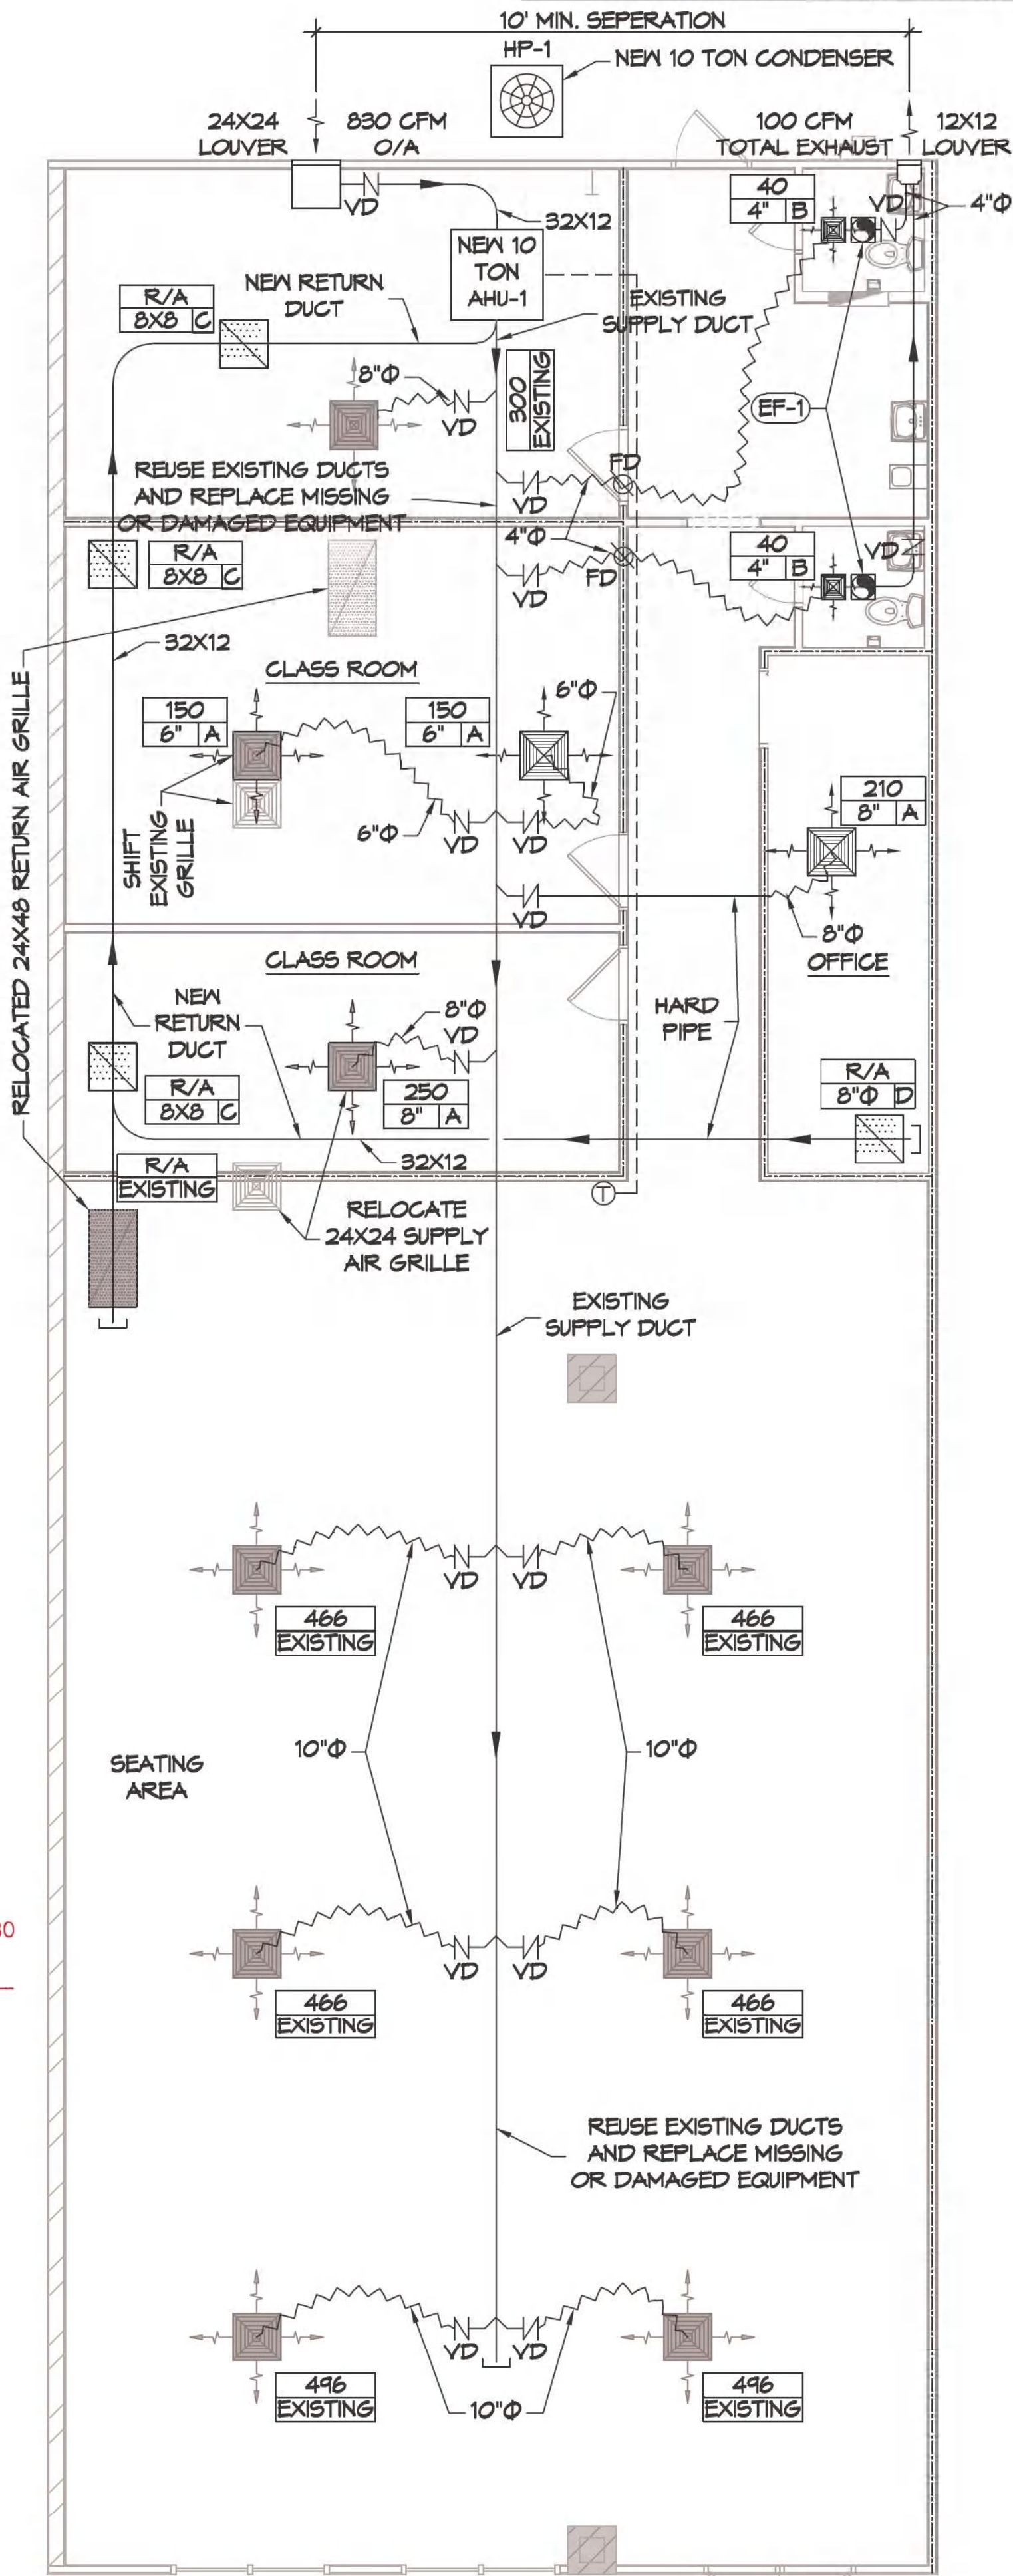 10' MIN. SEPERATION
HP-1
NEW 10 TON CONDENSER
24X24
LOUVER
830 CFM
O/A
100 CFM
TOTAL EXHAUST
12X12
LOUVER
VD
32X12
40
4" B
VD
4"Φ
NEW 10
TON
AHU-1
NEW RETURN
DUCT
R/A
8X8 C
EXISTING
SUPPLY DUCT
8"Φ
VD
300
EXISTING
EF-1
REUSE EXISTING DUCTS
AND REPLACE MISSING
OR DAMAGED EQUIPMENT
FD
VD
4"Φ
R/A
8X8 C
FD
VD
40
4" B
VD
32X12
CLASS ROOM
RELOCATED 24X48 RETURN AIR GRILLE
150
6" A
150
6" A
6"Φ
SHIFT
EXISTING
GRILLE
6"Φ
VD
VD
210
8" A
VD
8"Φ
OFFICE
CLASS ROOM
NEW
RETURN
DUCT
8"Φ
VD
HARD
PIPE
R/A
8X8 C
250
8" A
R/A
8"Φ D
32X12
R/A
EXISTING
T
RELOCATE
24X24 SUPPLY
AIR GRILLE
EXISTING
SUPPLY DUCT
VD
VD
466
EXISTING
466
EXISTING
10"Φ
10"Φ
SEATING
AREA
30
VD
VD
466
EXISTING
466
EXISTING
REUSE EXISTING DUCTS
AND REPLACE MISSING
OR DAMAGED EQUIPMENT
VD
VD
496
EXISTING
10"Φ
496
EXISTING